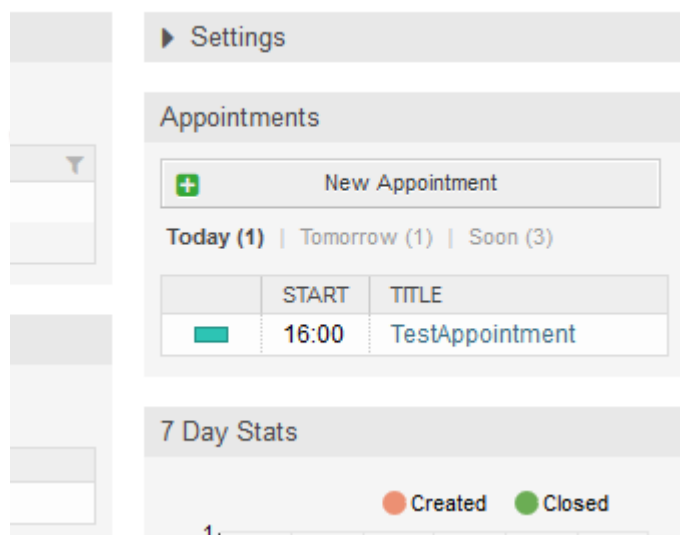 Settings
Appointments
New Appointment
Today (1) | Tomorrow (1) | Soon (3)
START TITLE
16:00 TestAppointment
7 Day Stats
Created Closed
1